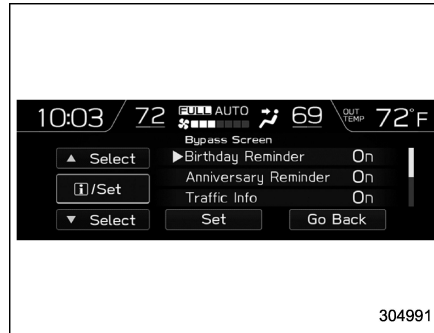 10:03 72 FULL AUTO 69 OUT TEMP 72°F
Bypass Screen
▲ Select ▶Birthday Reminder On
Anniversary Reminder On
i/Set
Traffic Info On
▼ Select Set Go Back
304991